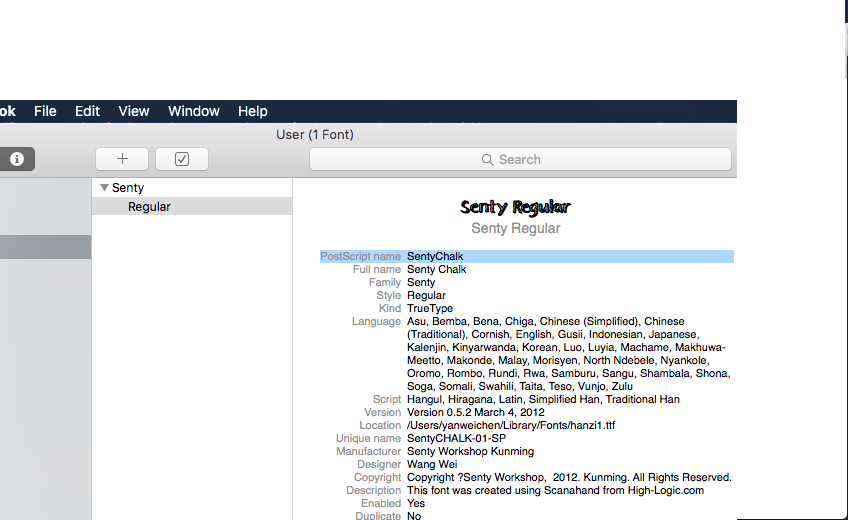 ok File Edit View Window Help
User (1 Font)
Search
Senty
Regular
Senty Regular
Senty Regular
PostScript name SentyChalk
Full name Senty Chalk
Family Senty
Style Regular
Kind TrueType
Language Asu, Bemba, Bena, Chiga, Chinese (Simplified), Chinese
(Traditional), Cornish, English, Gusii, Indonesian, Japanese,
Kalenjin, Kinyarwanda, Korean, Luo, Luyia, Machame, Makhuwa-
Meetto, Makonde, Malay, Morisyen, North Ndebele, Nyankole,
Oromo, Rombo, Rundi, Rwa, Samburu, Sangu, Shambala, Shona,
Soga, Somali, Swahili, Taita, Teso, Vunjo, Zulu
Script Hangul, Hiragana, Latin, Simplified Han, Traditional Han
Version Version 0.5.2 March 4, 2012
Location /Users/yanweichen/Library/Fonts/hanzi1.ttf
Unique name SentyCHALK-01-SP
Manufacturer Senty Workshop Kunming
Designer Wang Wei
Copyright Copyright ?Senty Workshop, 2012. Kunming. All Rights Reserved.
Description This font was created using Scanahand from High-Logic.com
Enabled Yes
Duplicate No